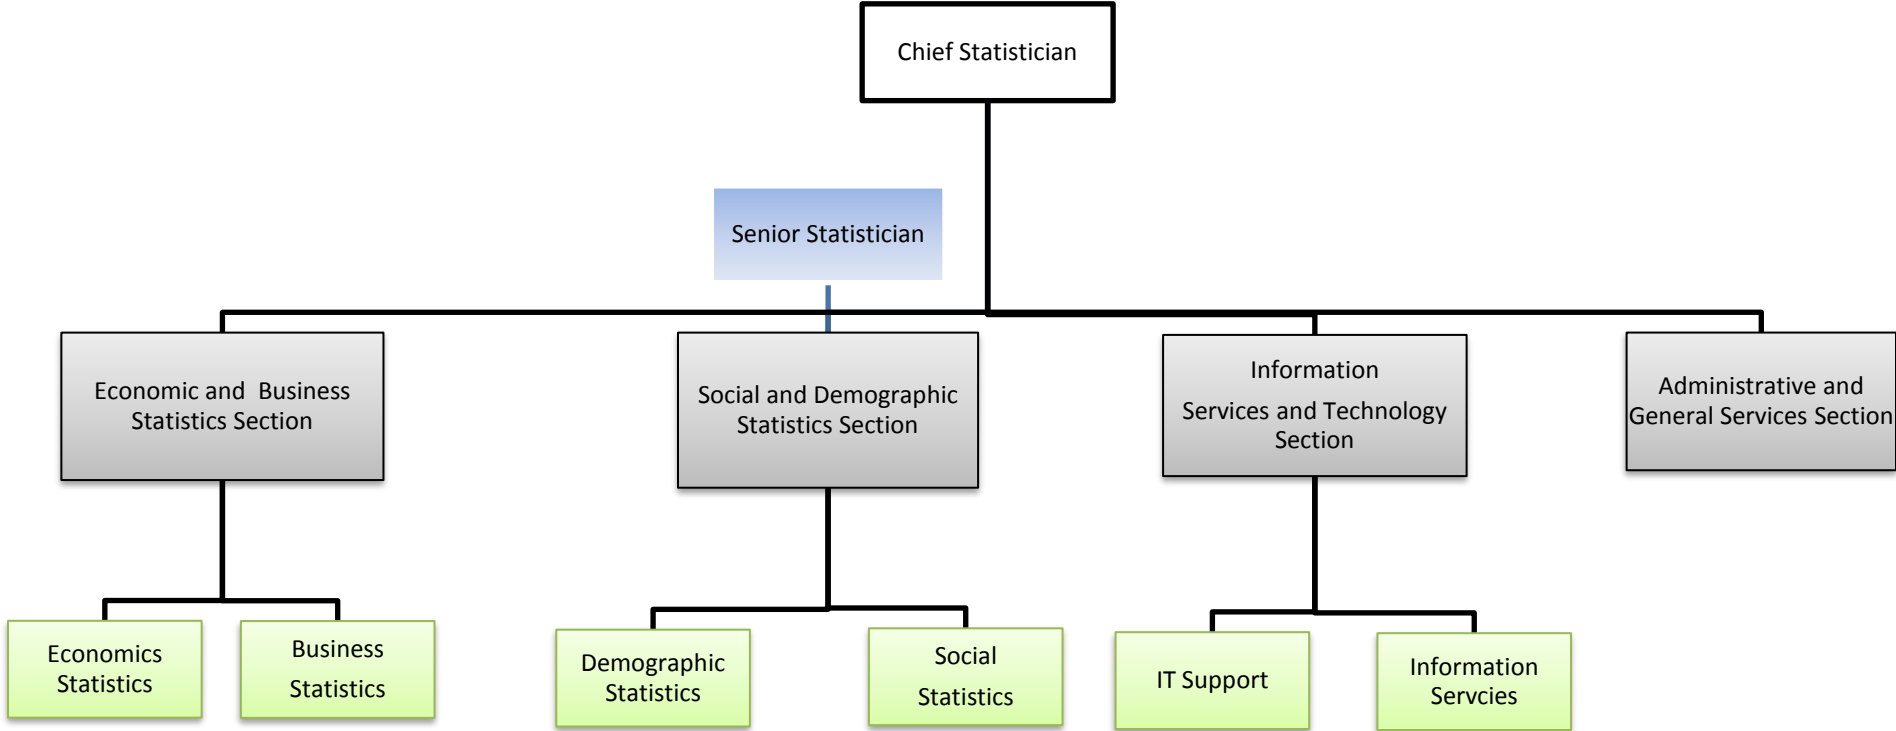 Chief Statistician
Senior Statistician
Economic and  Business
Statistics Section
Social and Demographic
Statistics Section
Information
Services and Technology
Section
Administrative and
General Services Section
Economics
Statistics
Business
Statistics
Demographic
Statistics
Social
Statistics
IT Support
Information
Servcies